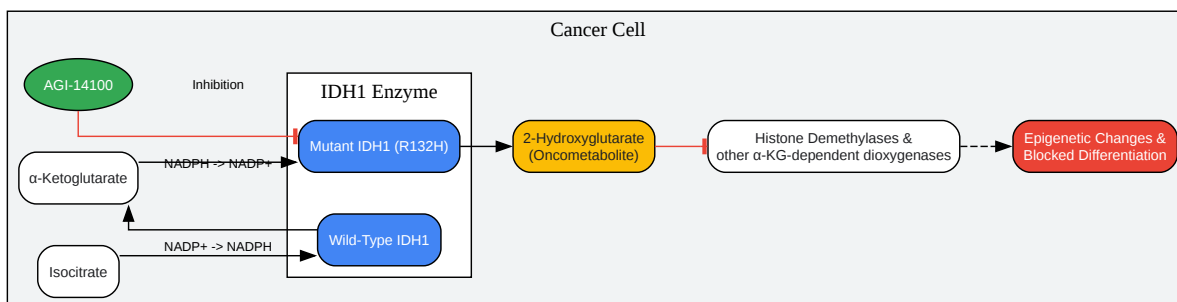 Cancer Cell
AGI-14100
Inhibition
IDH1 Enzyme
Mutant IDH1 (R132H)
2-Hydroxyglutarate
(Oncometabolite)
Histone Demethylases &
other α-KG-dependent dioxygenases
Epigenetic Changes &
Blocked Differentiation
NADPH -> NADP+
α-Ketoglutarate
Wild-Type IDH1
NADP+ -> NADPH
Isocitrate